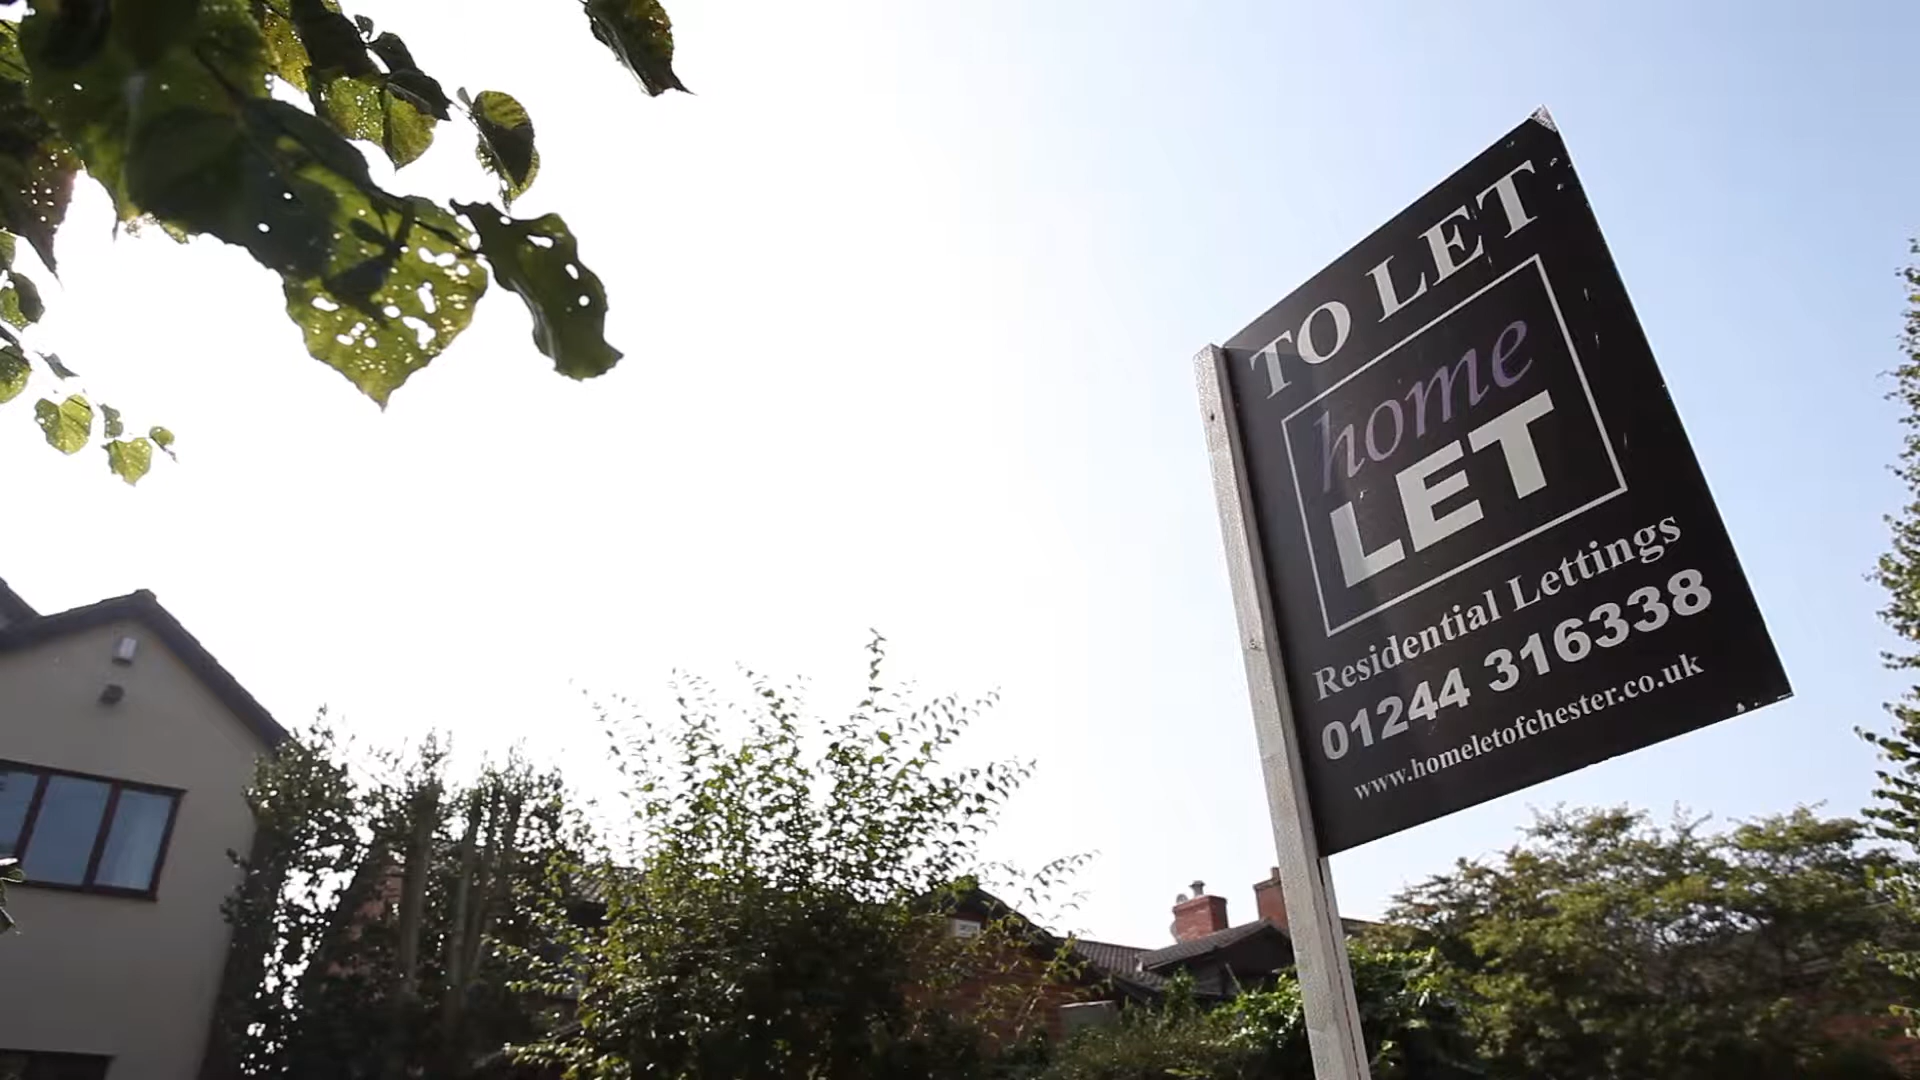 TO LET
home
LET
Residential Lettings
01244 316338
www.homeletofchester.co.uk